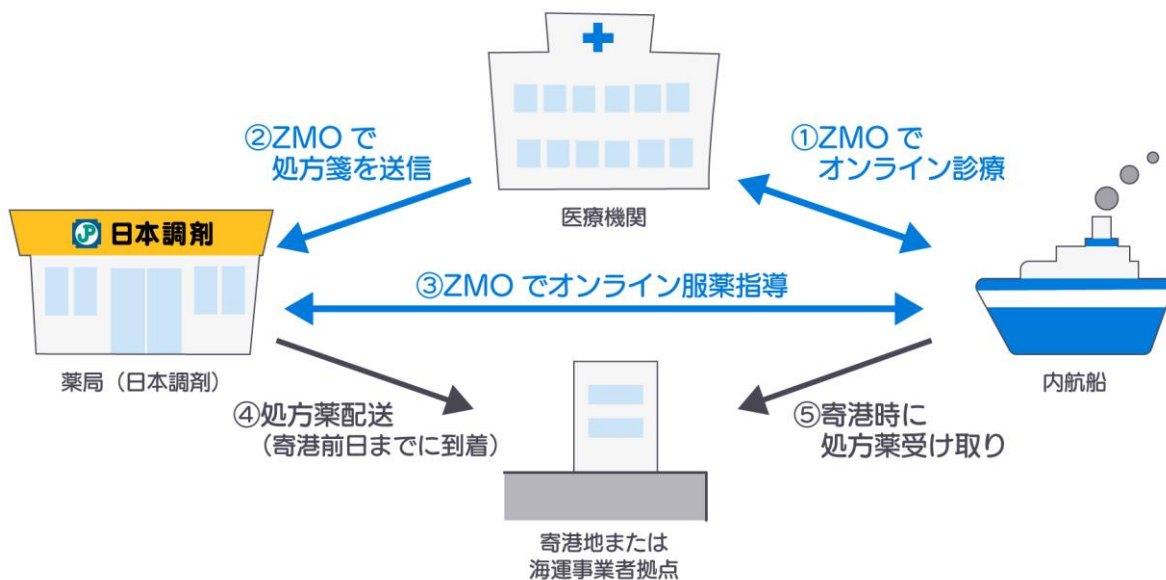 ①ZMO で
オンライン診療
②ZMO で
処方箋を送信
医療機関
JP 日本調剤
③ZMO でオンライン服薬指導
薬局（日本調剤）
内航船
④処方薬配送
（寄港前日までに到着）
⑤寄港時に
処方薬受け取り
寄港地または
海運事業者拠点